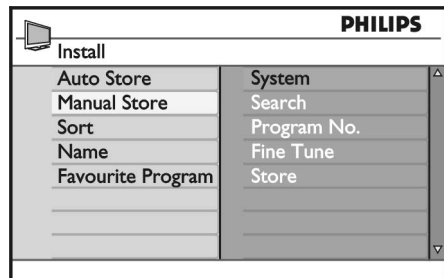 PHILIPS
Install
Auto Store
Manual Store
Sort
Name
Favourite Program
System
Search
Program No.
Fine Tune
Store